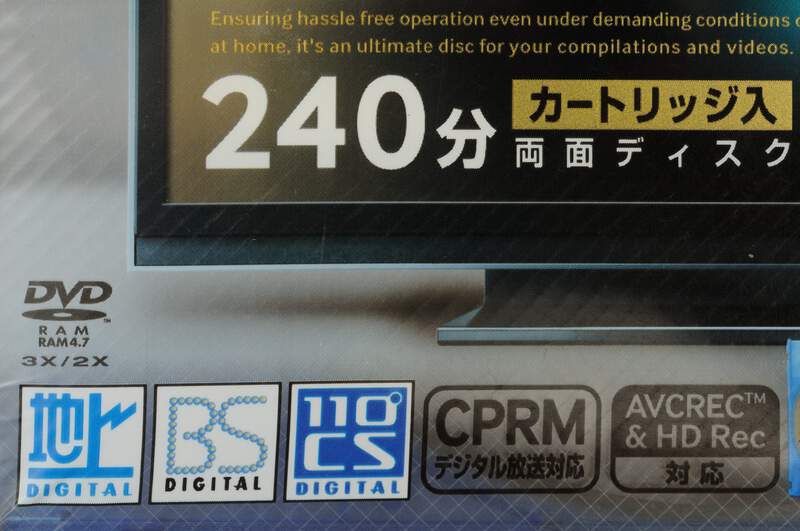 Ensuring hassle free operation even under demanding conditions
at home, it's an ultimate disc for your compilations and videos.
240分
カートリッジ入
両面ディスク
DVD™
RAM
RAM4.7
3X/2X
地上
DIGITAL
BS
DIGITAL
110°
CS
DIGITAL
CPRM
デジタル放送対応
AVCREC™
& HD Rec
対応